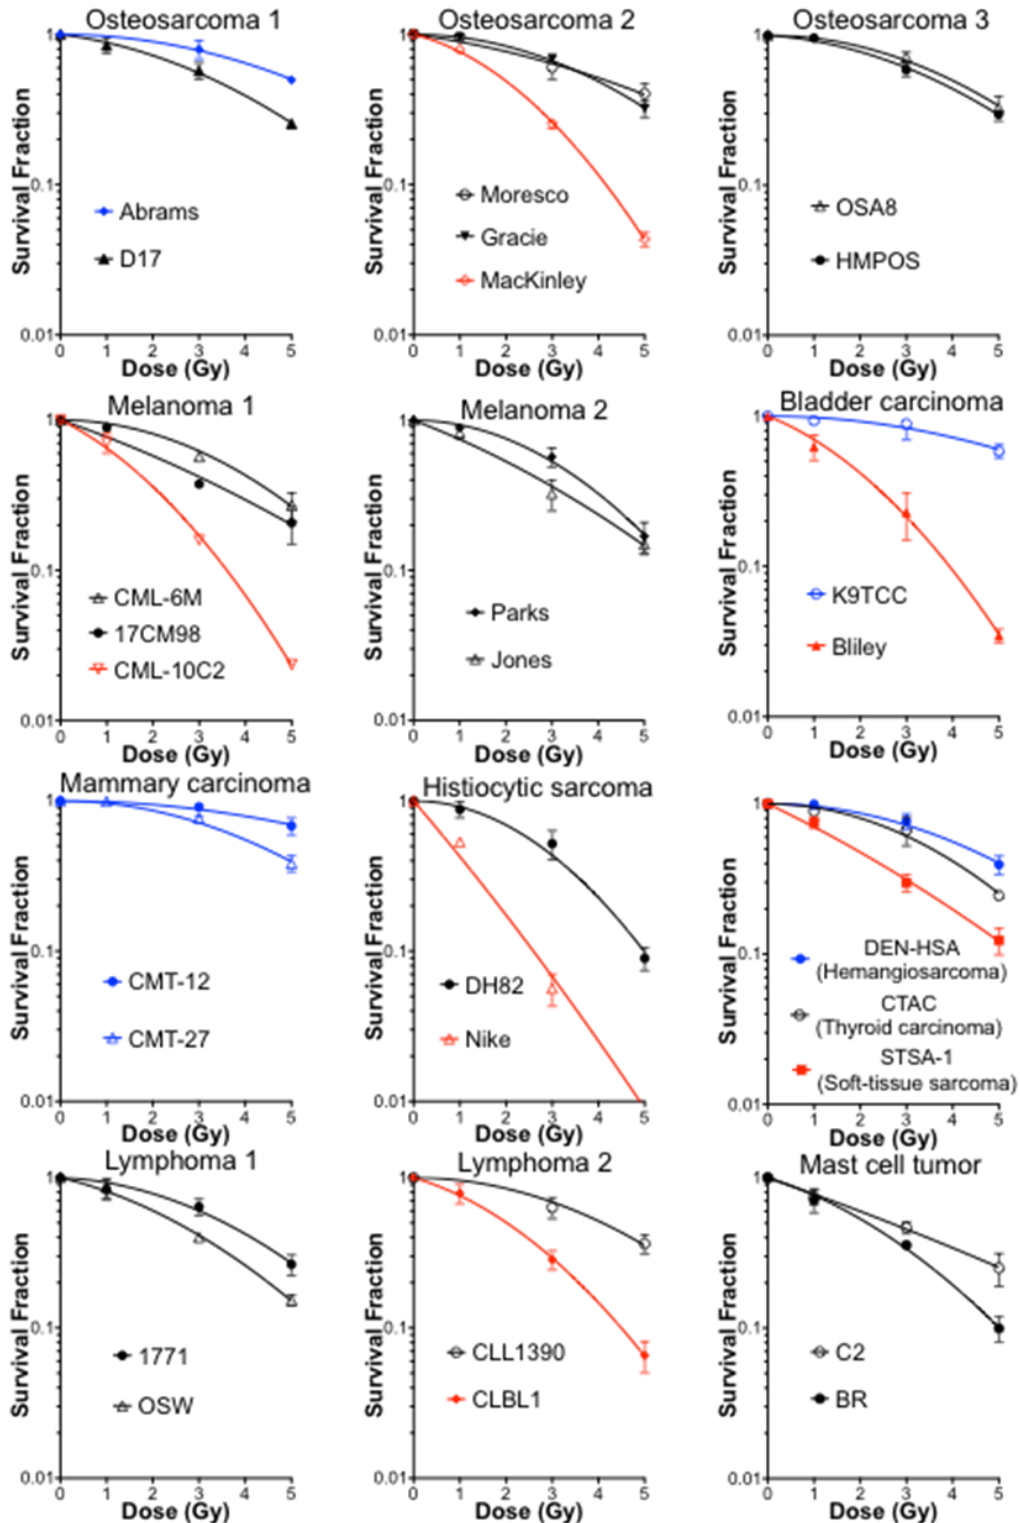 Osteosarcoma 1
Survival Fraction
1
0.1
0.01
Abrams
D17
0 1 2 3 4 5
Dose (Gy)
Osteosarcoma 2
Survival Fraction
1
0.1
0.01
Moresco
Gracie
MacKinley
0 1 2 3 4 5
Dose (Gy)
Osteosarcoma 3
Survival Fraction
1
0.1
0.01
OSA8
HMPOS
0 1 2 3 4 5
Dose (Gy)
Melanoma 1
Survival Fraction
1
0.1
0.01
CML-6M
17CM98
CML-10C2
0 1 2 3 4 5
Dose (Gy)
Melanoma 2
Survival Fraction
1
0.1
0.01
Parks
Jones
0 1 2 3 4 5
Dose (Gy)
Bladder carcinoma
Survival Fraction
1
0.1
0.01
K9TCC
Bliley
0 1 2 3 4 5
Dose (Gy)
Mammary carcinoma
Survival Fraction
1
0.1
0.01
CMT-12
CMT-27
0 1 2 3 4 5
Dose (Gy)
Histiocytic sarcoma
Survival Fraction
1
0.1
0.01
DH82
Nike
0 1 2 3 4 5
Dose (Gy)
Survival Fraction
1
0.1
0.01
DEN-HSA
(Hemangiosarcoma)
CTAC
(Thyroid carcinoma)
STSA-1
(Soft-tissue sarcoma)
0 1 2 3 4 5
Dose (Gy)
Lymphoma 1
Survival Fraction
1
0.1
0.01
1771
OSW
0 1 2 3 4 5
Dose (Gy)
Lymphoma 2
Survival Fraction
1
0.1
0.01
CLL1390
CLBL1
0 1 2 3 4 5
Dose (Gy)
Mast cell tumor
Survival Fraction
1
0.1
0.01
C2
BR
0 1 2 3 4 5
Dose (Gy)